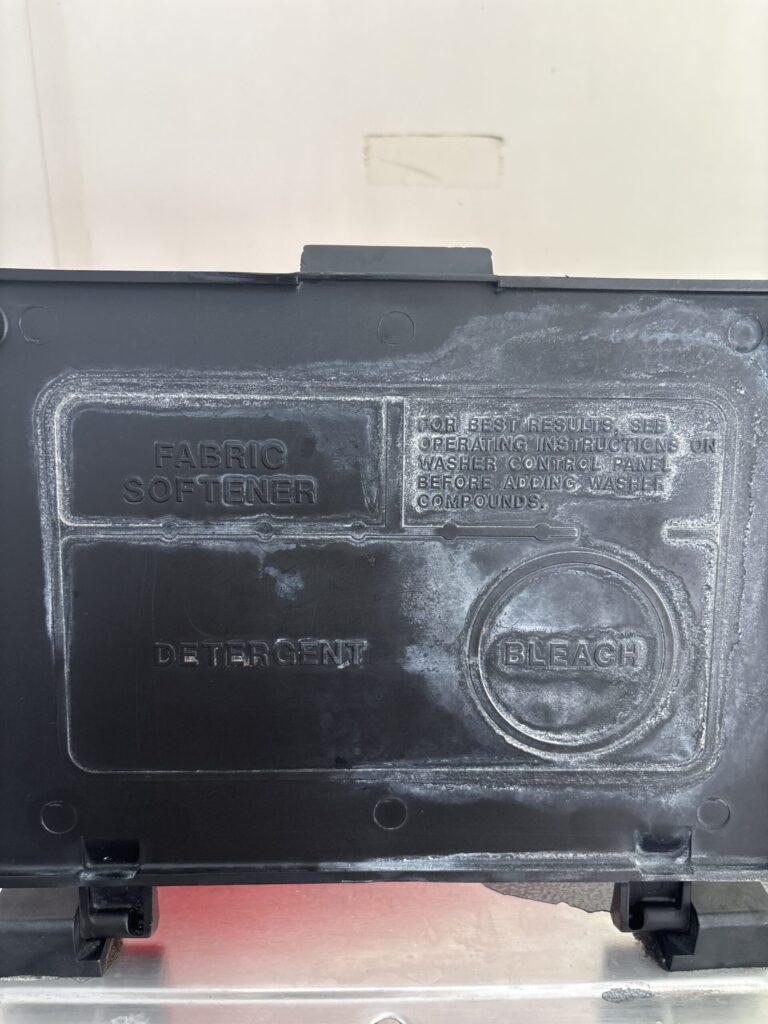 FABRIC
SOFTENER
FOR BEST RESULTS, SEE
OPERATING INSTRUCTIONS ON
WASHER CONTROL PANEL
BEFORE ADDING WASHER
COMPOUNDS.
DETERGENT
BLEACH